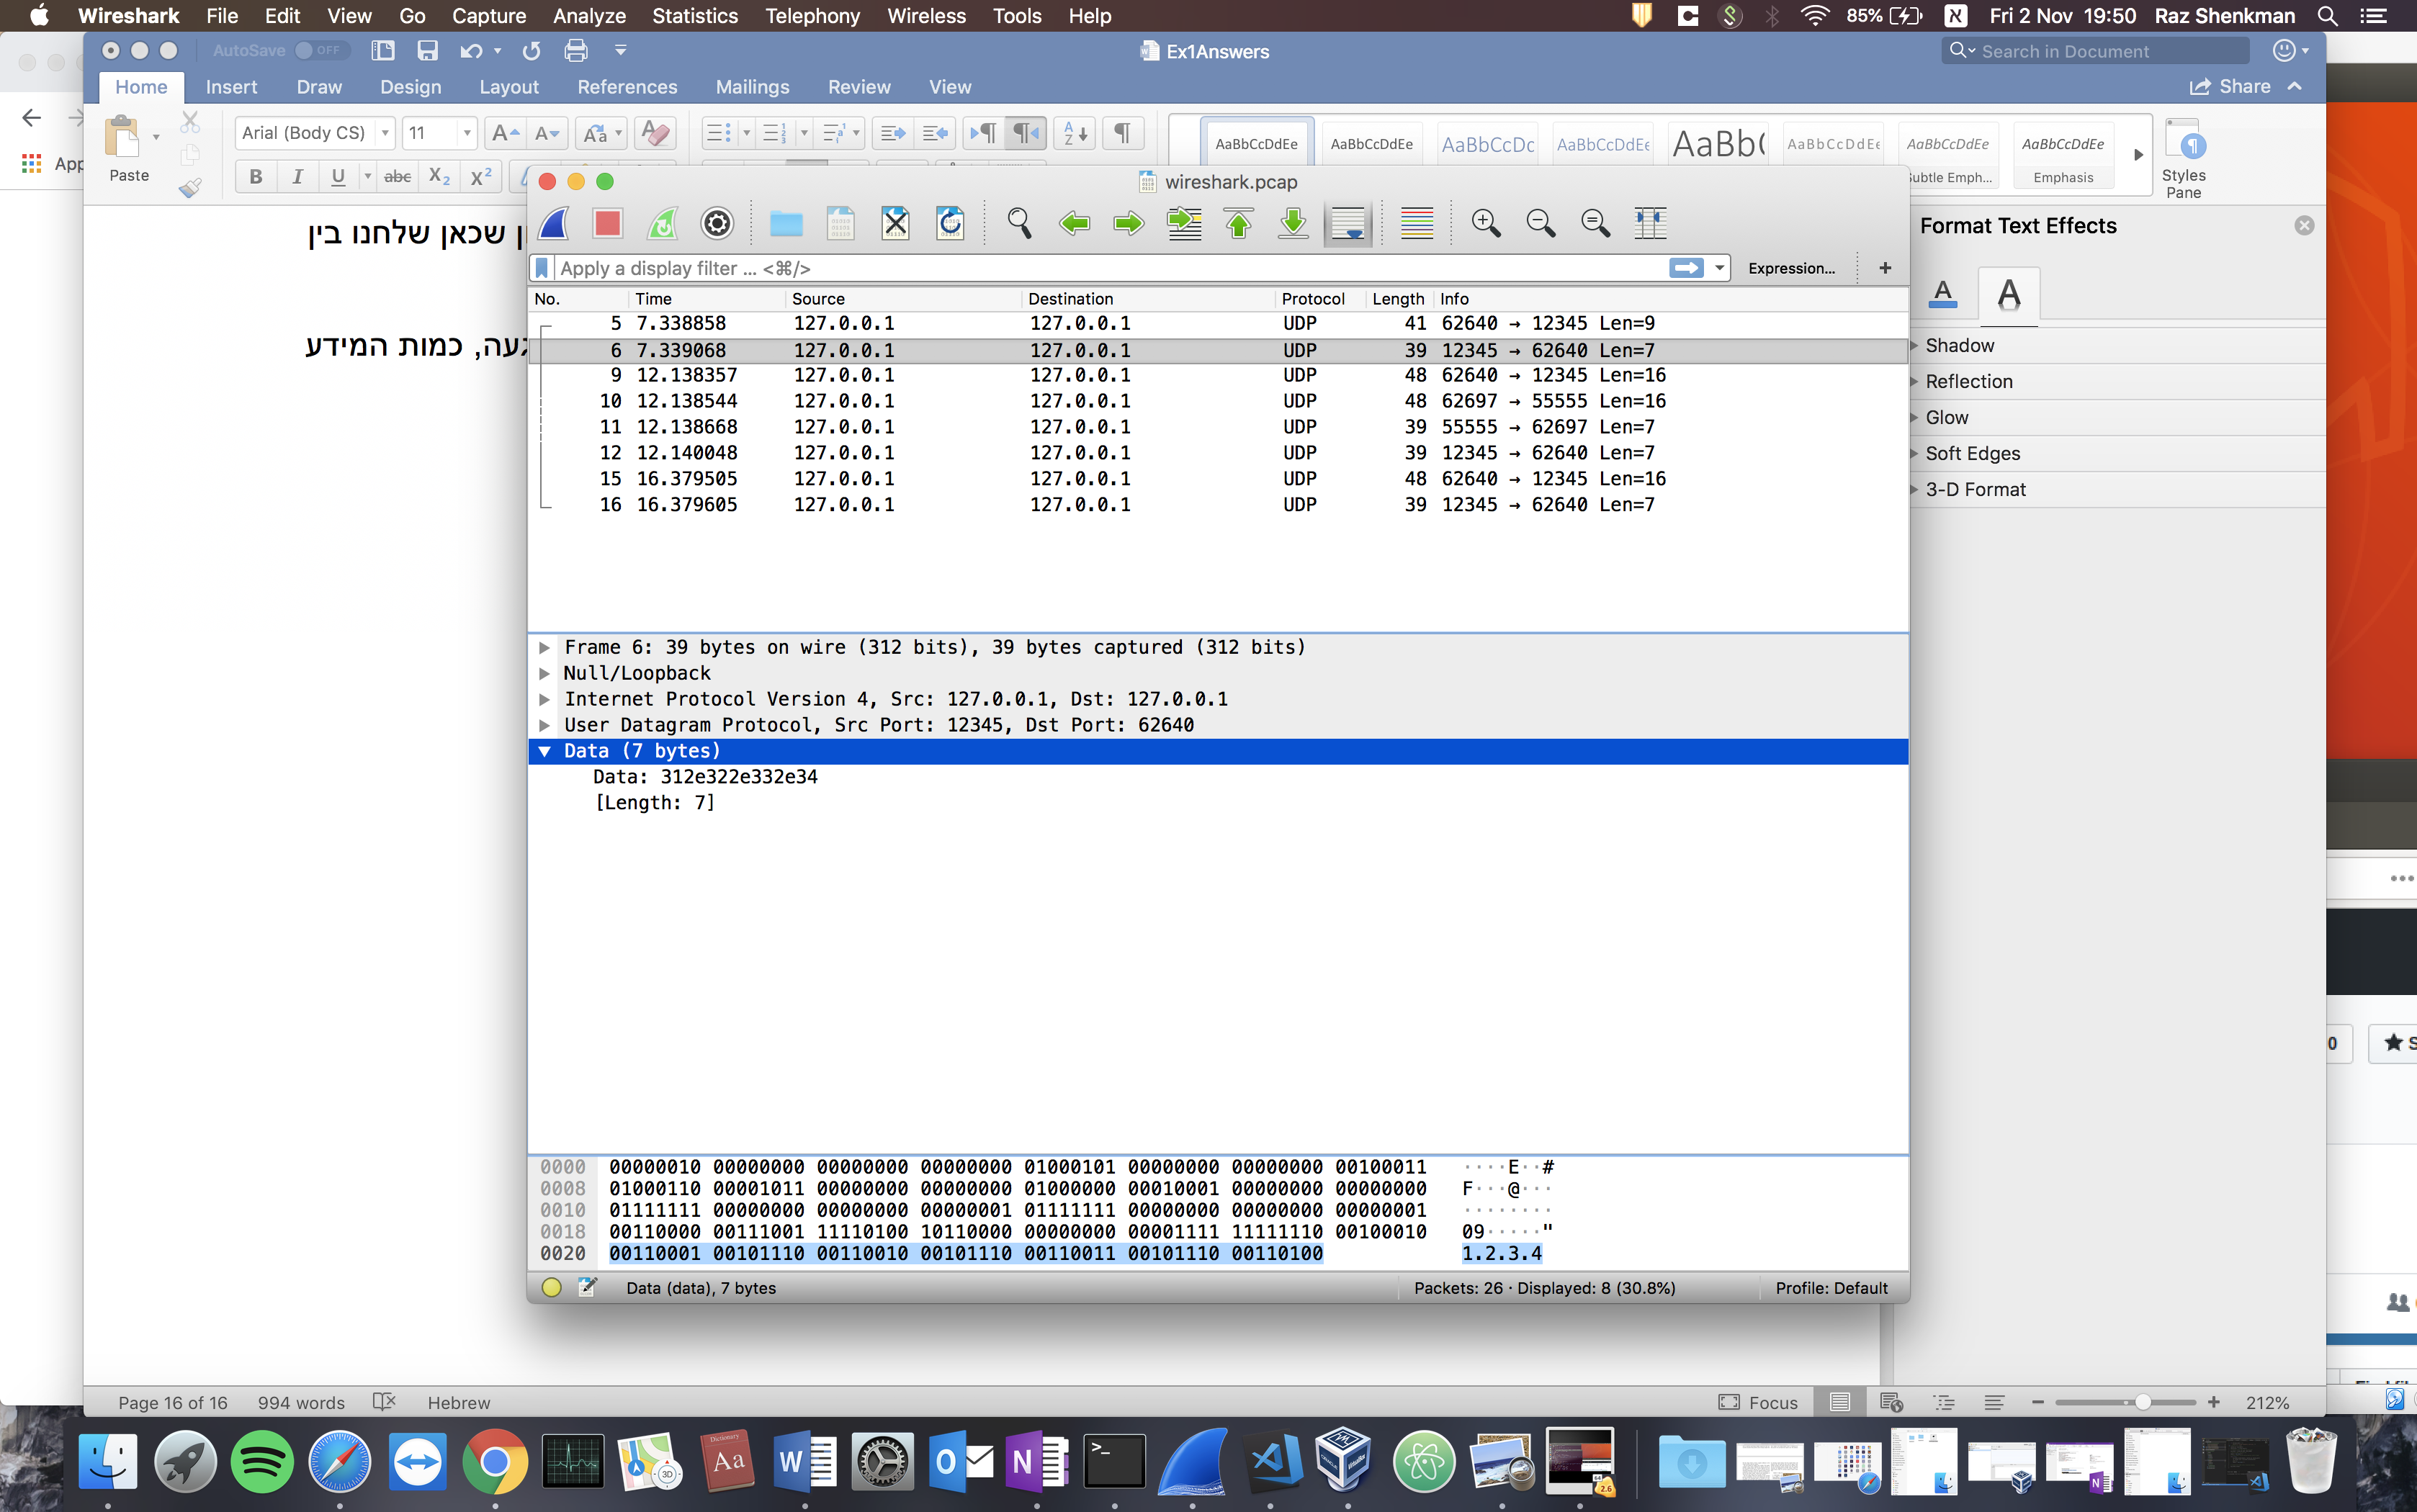 Wireshark File Edit View Go Capture Analyze Statistics Telephony Wireless Tools Help 85% א Fri 2 Nov 19:50 Raz Shenkman
AutoSave OFF Ex1Answers Search in Document
Home Insert Draw Design Layout References Mailings Review View Share
Paste Arial (Body CS) 11 Styles Pane
AaBbCcDdEe AaBbCcDdEe AaBbCcDc AaBbCcDdEe AaBb( AaBbCcDdEe AaBbCcDdEe AaBbCcDdEe
Emph... Emphasis
App
שכאן שלחנו בין
כמות המידע
wireshark.pcap
Apply a display filter ... <⌘/> Expression... +
No. Time Source Destination Protocol Length Info
5 7.338858 127.0.0.1 127.0.0.1 UDP 41 62640 → 12345 Len=9
6 7.339068 127.0.0.1 127.0.0.1 UDP 39 12345 → 62640 Len=7
9 12.138357 127.0.0.1 127.0.0.1 UDP 48 62640 → 12345 Len=16
10 12.138544 127.0.0.1 127.0.0.1 UDP 48 62697 → 55555 Len=16
11 12.138668 127.0.0.1 127.0.0.1 UDP 39 55555 → 62697 Len=7
12 12.140048 127.0.0.1 127.0.0.1 UDP 39 12345 → 62640 Len=7
15 16.379505 127.0.0.1 127.0.0.1 UDP 48 62640 → 12345 Len=16
16 16.379605 127.0.0.1 127.0.0.1 UDP 39 12345 → 62640 Len=7
Frame 6: 39 bytes on wire (312 bits), 39 bytes captured (312 bits)
Null/Loopback
Internet Protocol Version 4, Src: 127.0.0.1, Dst: 127.0.0.1
User Datagram Protocol, Src Port: 12345, Dst Port: 62640
Data (7 bytes)
Data: 312e322e332e34
[Length: 7]
0000 00000010 00000000 00000000 00000000 01000101 00000000 00000000 00100011 ····E··#
0008 01000110 00001011 00000000 00000000 01000000 00010001 00000000 00000000 F···@···
0010 01111111 00000000 00000000 00000001 01111111 00000000 00000000 00000001 ········
0018 00110000 00111001 11110100 10110000 00000000 00001111 11111110 00100010 09·····"
0020 00110001 00101110 00110010 00101110 00110011 00101110 00110100 1.2.3.4
Data (data), 7 bytes Packets: 26 · Displayed: 8 (30.8%) Profile: Default
Format Text Effects
Shadow
Reflection
Glow
Soft Edges
3-D Format
0
Page 16 of 16 994 words Hebrew Focus 212%